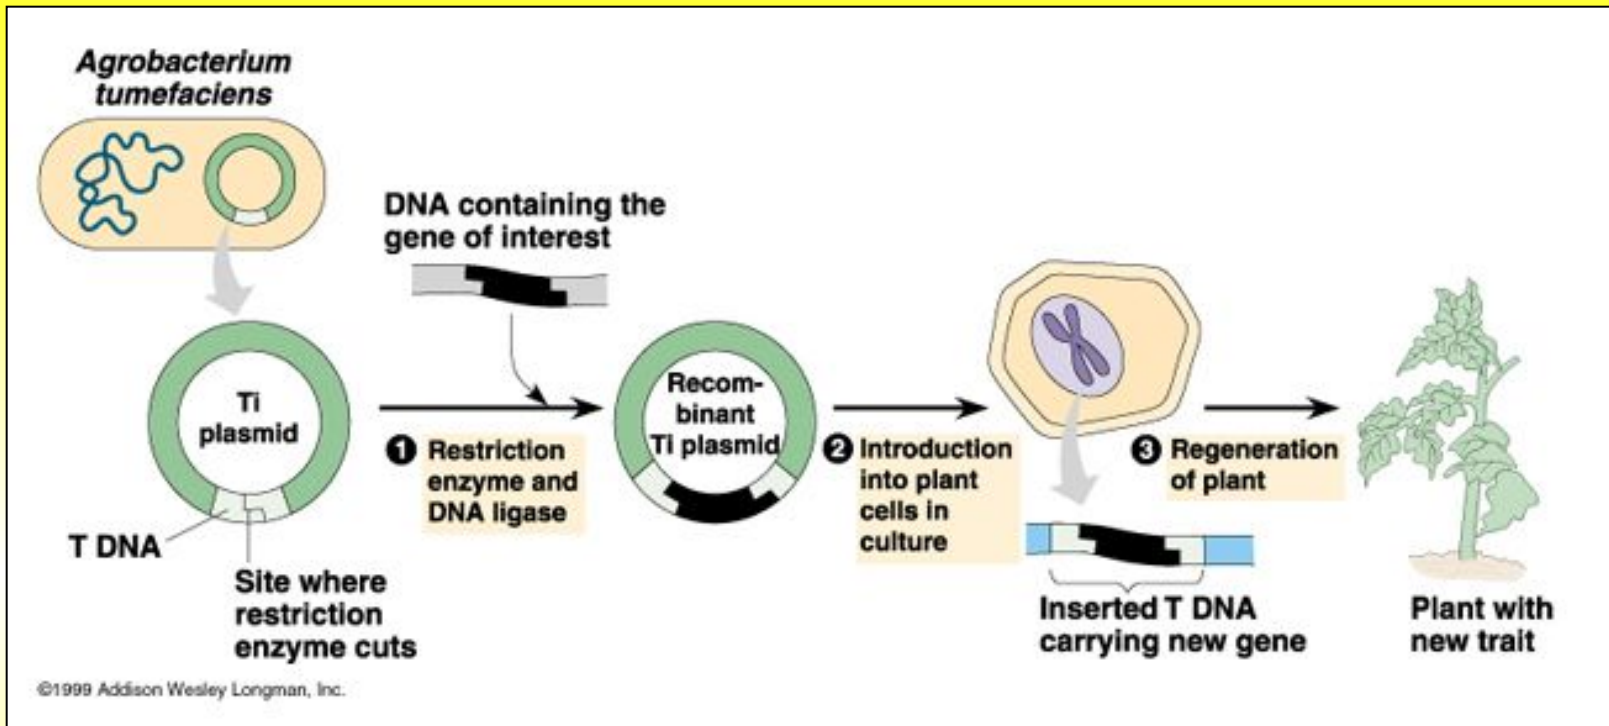 Agrobacterium
tumefaciens
DNA containing the
gene of interest
Ti
plasmid
Recom-
binant
Ti plasmid
1 Restriction
enzyme and
DNA ligase
2 Introduction
into plant
cells in
culture
3 Regeneration
of plant
T DNA
Site where
restriction
enzyme cuts
Inserted T DNA
carrying new gene
Plant with
new trait
©1999 Addison Wesley Longman, Inc.